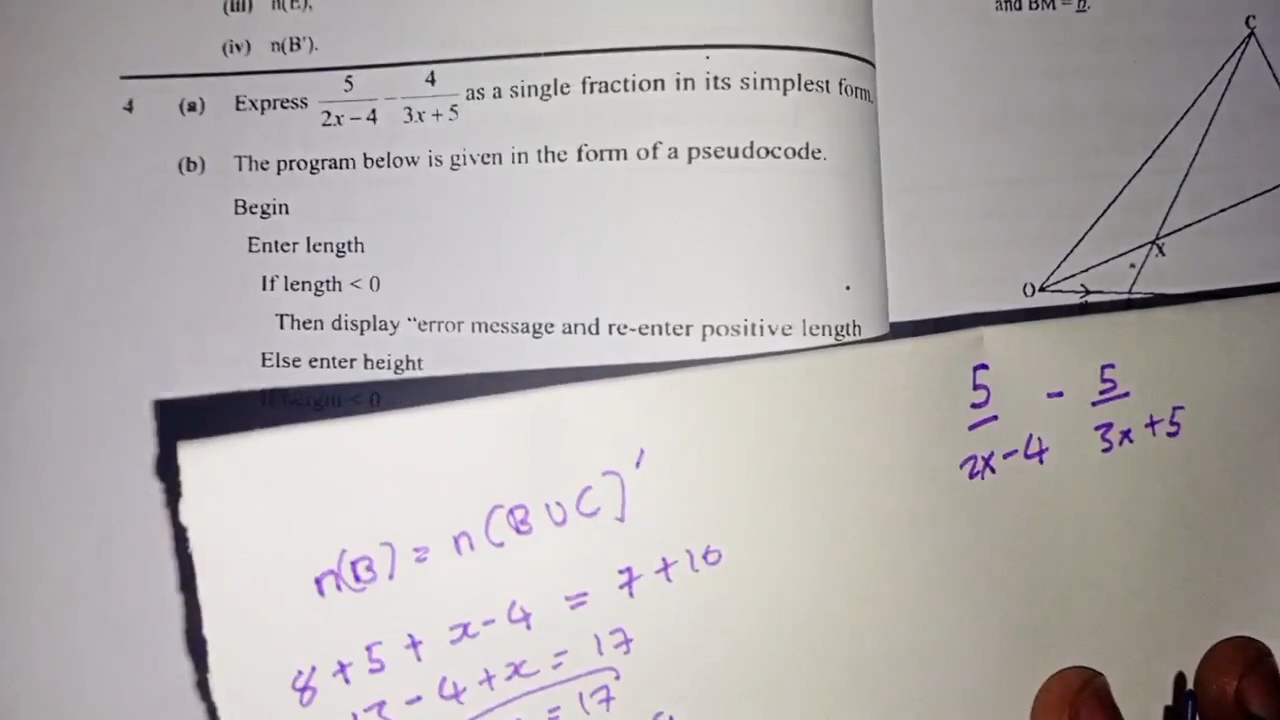 (iii) n(E),
(iv) n(B').
and BM = b.
4 (a) Express 5/(2x – 4) – 4/(3x + 5) as a single fraction in its simplest form.
(b) The program below is given in the form of a pseudocode.
Begin
Enter length
If length < 0
Then display “error message and re-enter positive length
Else enter height
C
X
O
5/(2x-4) - 5/(3x+5)
n(B) = n(B U C)'
8 + 5 + x - 4 = 7 + 10
13 - 4 + x = 17
= 17